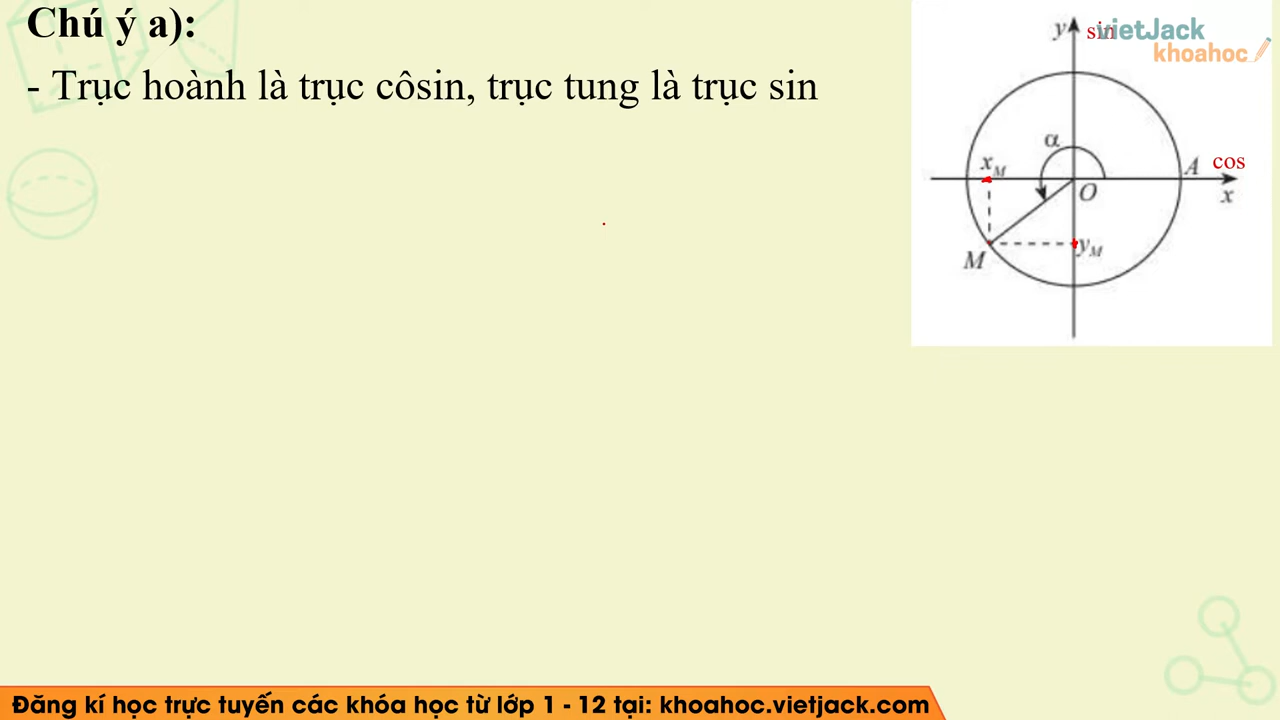 Chú ý a):
- Trục hoành là trục côsin, trục tung là trục sin
y
sin
vietJack
khoahoc
α
x_M
A
cos
O
x
M
y_M
Đăng kí học trực tuyến các khóa học từ lớp 1 - 12 tại: khoahoc.vietjack.com